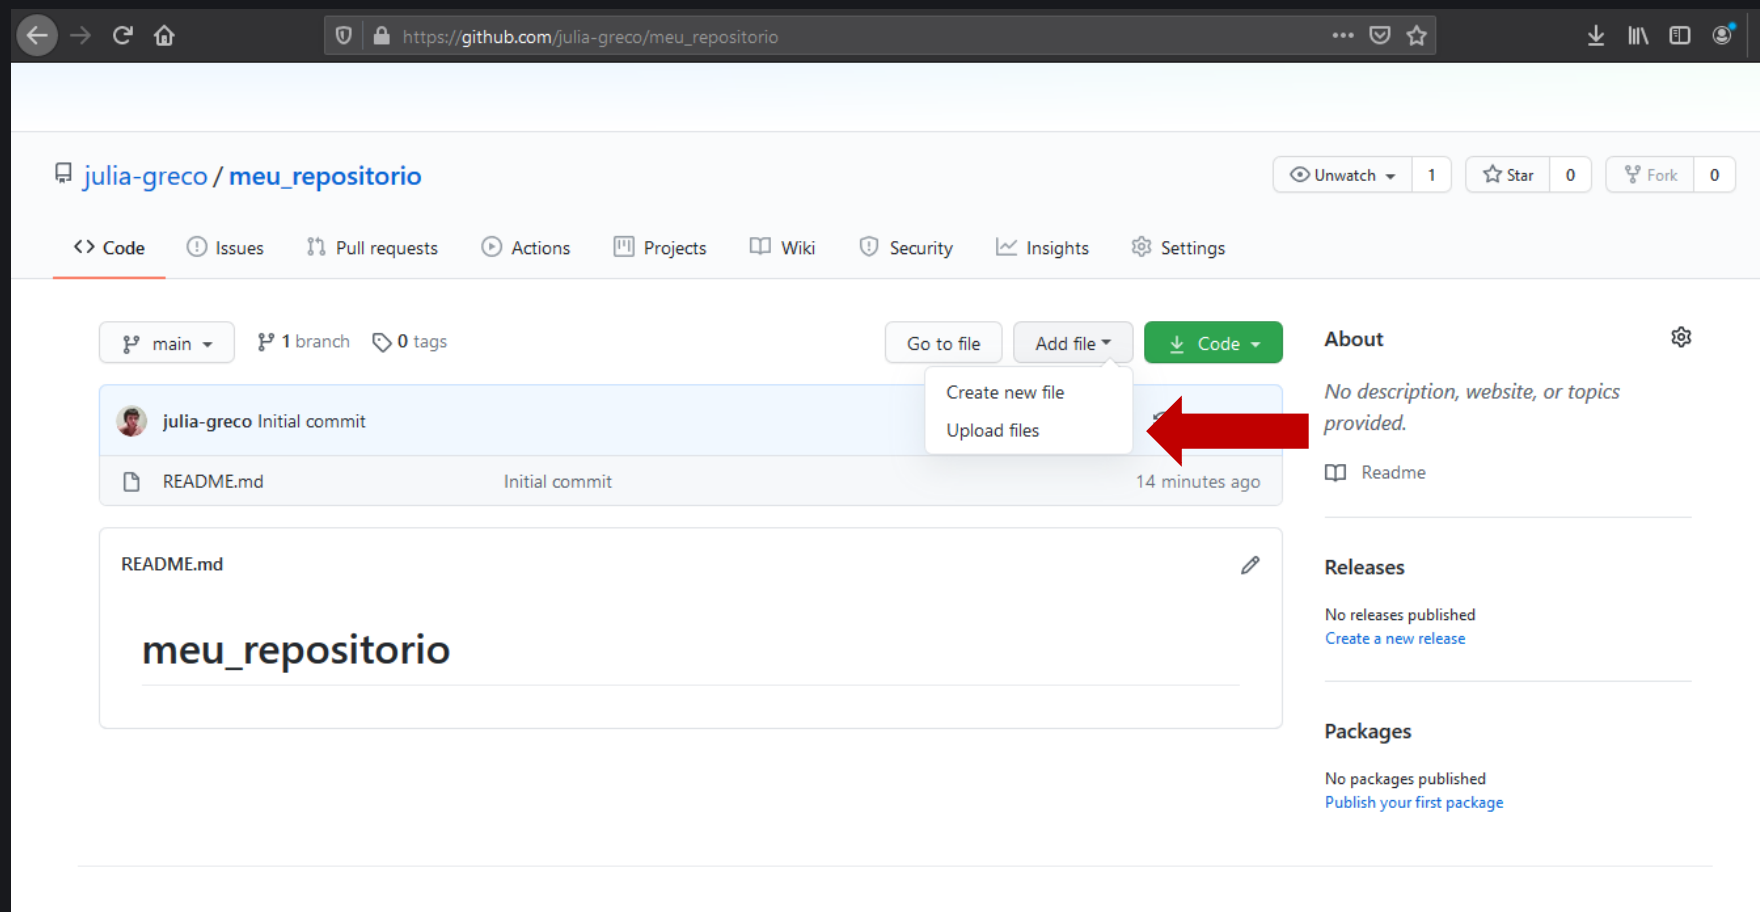 https://github.com/julia-greco/meu_repositorio
julia-greco / meu_repositorio
Unwatch 1 Star 0 Fork 0
Code Issues Pull requests Actions Projects Wiki Security Insights Settings
main 1 branch 0 tags Go to file Add file Code
Create new file
Upload files
julia-greco Initial commit
README.md Initial commit 14 minutes ago
README.md
meu_repositorio
About
No description, website, or topics
provided.
Readme
Releases
No releases published
Create a new release
Packages
No packages published
Publish your first package